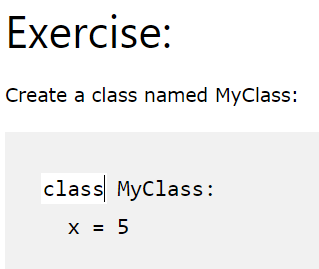 Exercise:
Create a class named MyClass:
class MyClass:
  x = 5